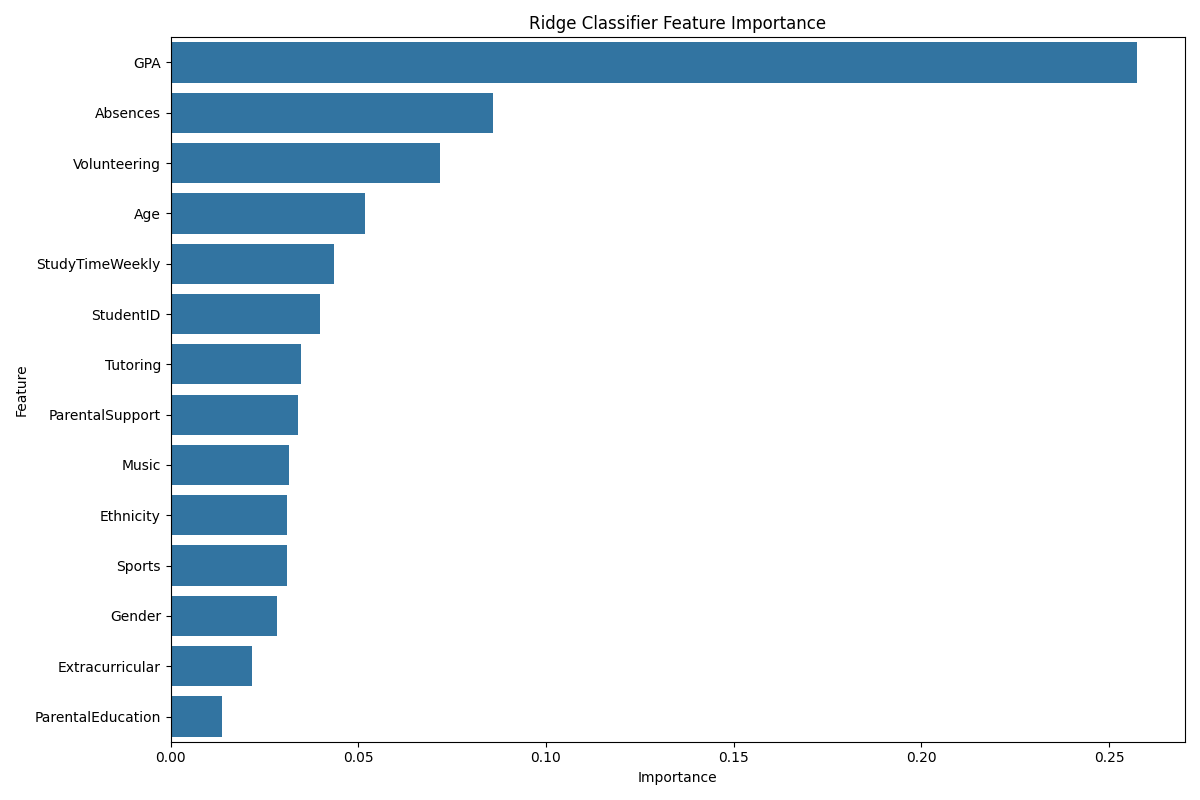 Ridge Classifier Feature Importance
Feature
GPA
Absences
Volunteering
Age
StudyTimeWeekly
StudentID
Tutoring
ParentalSupport
Music
Ethnicity
Sports
Gender
Extracurricular
ParentalEducation
0.00 0.05 0.10 0.15 0.20 0.25
Importance